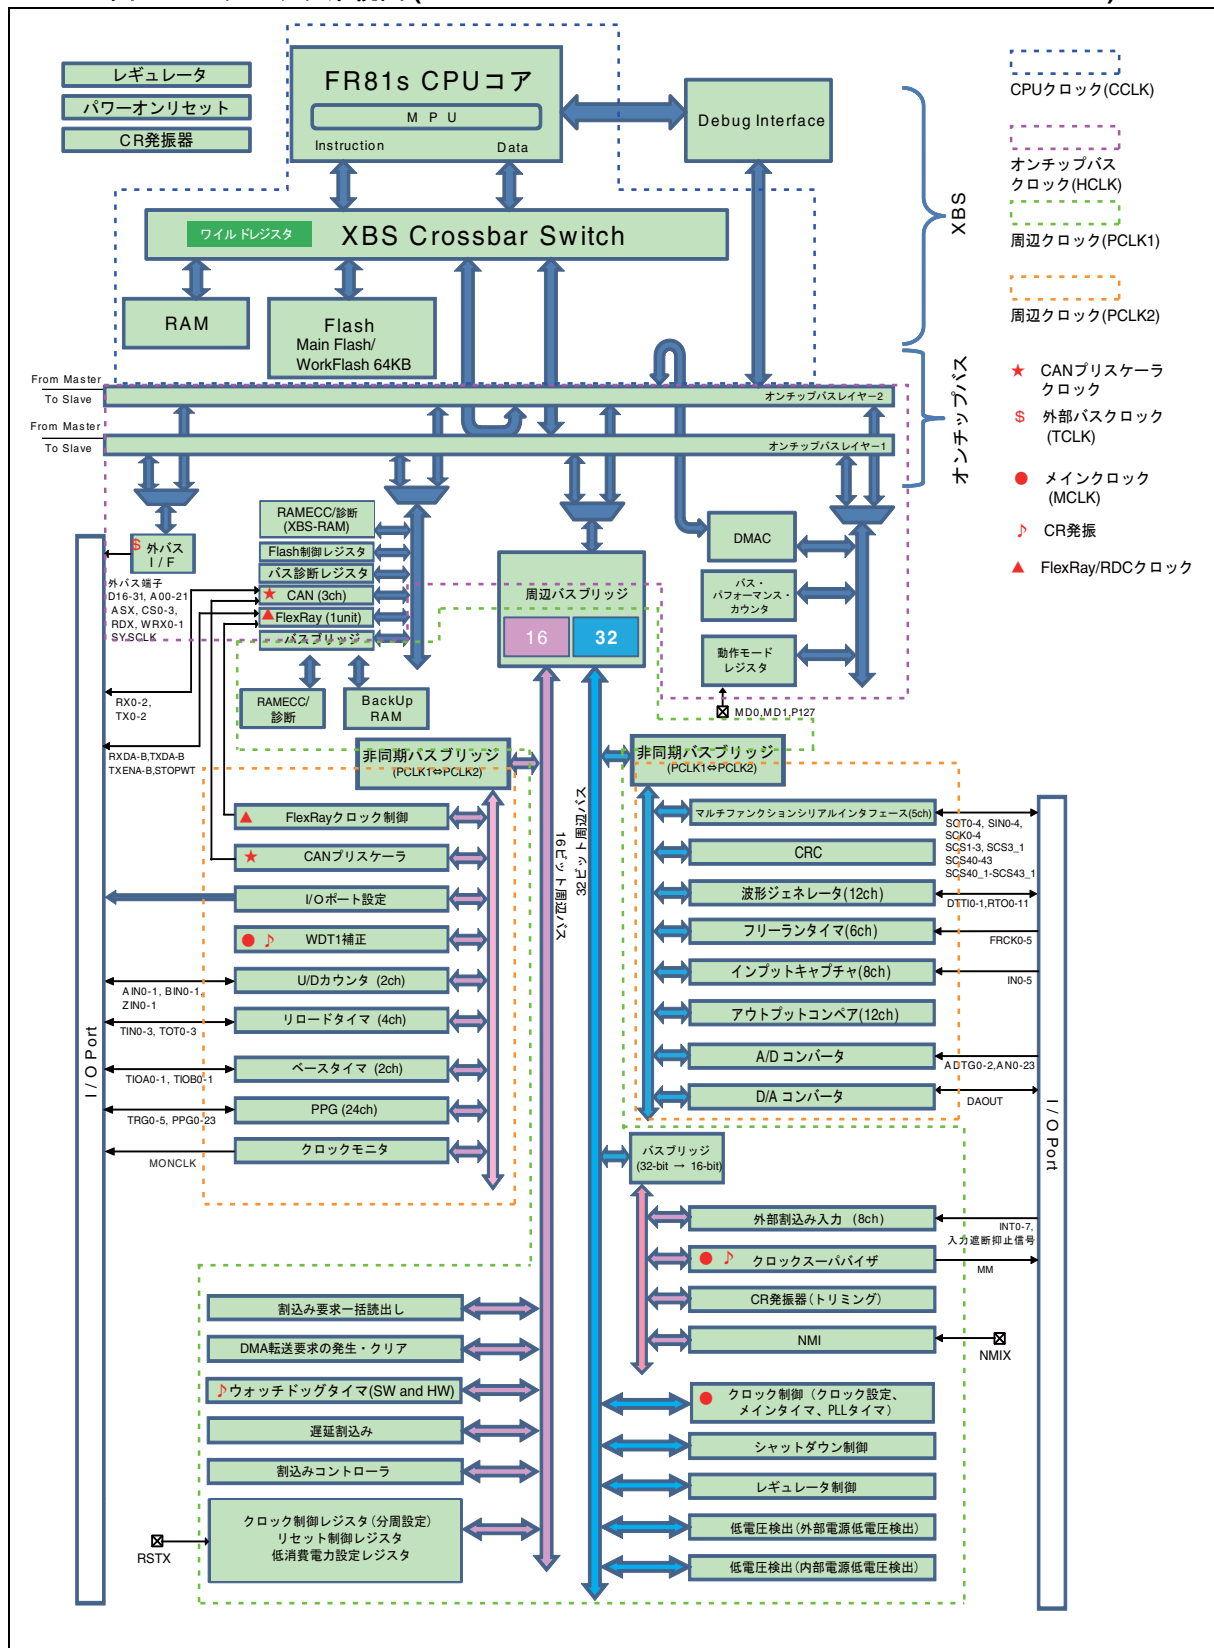 レギュレータ
パワーオンリセット
CR発振器
FR81s CPUコア
M P U
Instruction
Data
Debug Interface
ワイルドレジスタ
XBS Crossbar Switch
RAM
Flash
Main Flash/
WorkFlash 64KB
XBS
オンチップバス
CPUクロック(CCLK)
オンチップバス
クロック(HCLK)
周辺クロック(PCLK1)
周辺クロック(PCLK2)
★ CANプリスケーラ
クロック
$ 外部バスクロック
(TCLK)
● メインクロック
(MCLK)
♪ CR発振
▲ FlexRay/RDCクロック
From Master
To Slave
オンチップバスレイヤー2
From Master
To Slave
オンチップバスレイヤー1
$ 外バス
I / F
外バス端子
D16-31, A00-21
ASX, CS0-3,
RDX, WRX0-1
SYSCLK
RAMECC/診断
(XBS-RAM)
Flash制御レジスタ
バス診断レジスタ
★ CAN (3ch)
▲ FlexRay (1unit)
バスブリッジ
RAMECC/
診断
BackUp
RAM
周辺バスブリッジ
16
32
DMAC
バス・
パフォーマンス・
カウンタ
動作モード
レジスタ
MD0,MD1,P127
RX0-2,
TX0-2
RXDA-B,TXDA-B
TXENA-B,STOPWT
非同期バスブリッジ
(PCLK1⇔PCLK2)
非同期バスブリッジ
(PCLK1⇔PCLK2)
16ビット周辺バス
32ビット周辺バス
I / O Port
▲ FlexRayクロック制御
★ CANプリスケーラ
I/Oポート設定
● ♪ WDT1補正
U/Dカウンタ (2ch)
AIN0-1, BIN0-1,
ZIN0-1
リロードタイマ (4ch)
TIN0-3, TOT0-3
ベースタイマ (2ch)
TIOA0-1, TIOB0-1
PPG (24ch)
TRG0-5, PPG0-23
クロックモニタ
MONCLK
マルチファンクションシリアルインタフェース(5ch)
SOT0-4, SIN0-4,
SCK0-4
SCS1-3, SCS3_1
SCS40-43
SCS40_1-SCS43_1
CRC
波形ジェネレータ(12ch)
DTTI0-1,RTO0-11
フリーランタイマ(6ch)
FRCK0-5
インプットキャプチャ(8ch)
IN0-5
アウトプットコンペア(12ch)
A/D コンバータ
ADTG0-2,AN0-23
D/A コンバータ
DAOUT
I / O Port
バスブリッジ
(32-bit → 16-bit)
外部割込み入力 (8ch)
INT0-7,
入力遮断抑止信号
● ♪ クロックスーパバイザ
MM
CR発振器(トリミング)
NMI
NMIX
● クロック制御(クロック設定、
メインタイマ、PLLタイマ)
シャットダウン制御
レギュレータ制御
低電圧検出(外部電源低電圧検出)
低電圧検出(内部電源低電圧検出)
割込み要求一括読出し
DMA転送要求の発生・クリア
♪ ウォッチドッグタイマ(SW and HW)
遅延割込み
割込みコントローラ
クロック制御レジスタ(分周設定)
リセット制御レジスタ
低消費電力設定レジスタ
RSTX